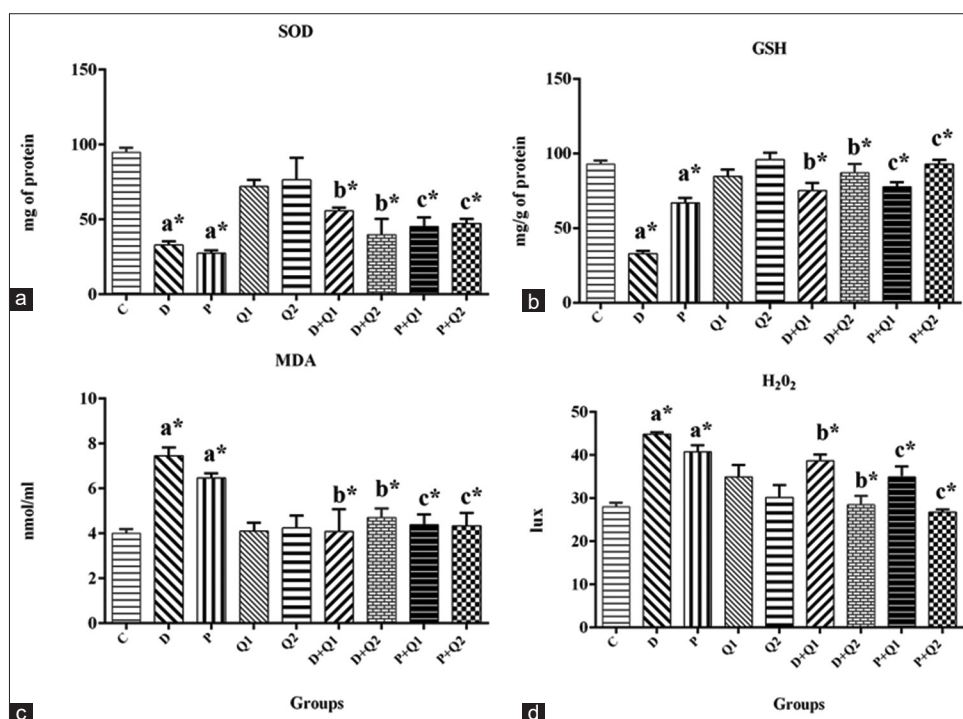 SOD
150
100
50
0
mg of protein
a*
a*
b*
b*
c*
c*
C
D
P
Q1
Q2
D+Q1
D+Q2
P+Q1
P+Q2
a
GSH
150
100
50
0
mg/g of protein
a*
a*
b*
b*
c*
c*
C
D
P
Q1
Q2
D+Q1
D+Q2
P+Q1
P+Q2
b
MDA
10
8
6
4
2
0
nmol/ml
a*
a*
b*
b*
c*
c*
C
D
P
Q1
Q2
D+Q1
D+Q2
P+Q1
P+Q2
Groups
c
H₂0₂
50
40
30
20
10
0
lux
a*
a*
b*
b*
c*
c*
C
D
P
Q1
Q2
D+Q1
D+Q2
P+Q1
P+Q2
Groups
d